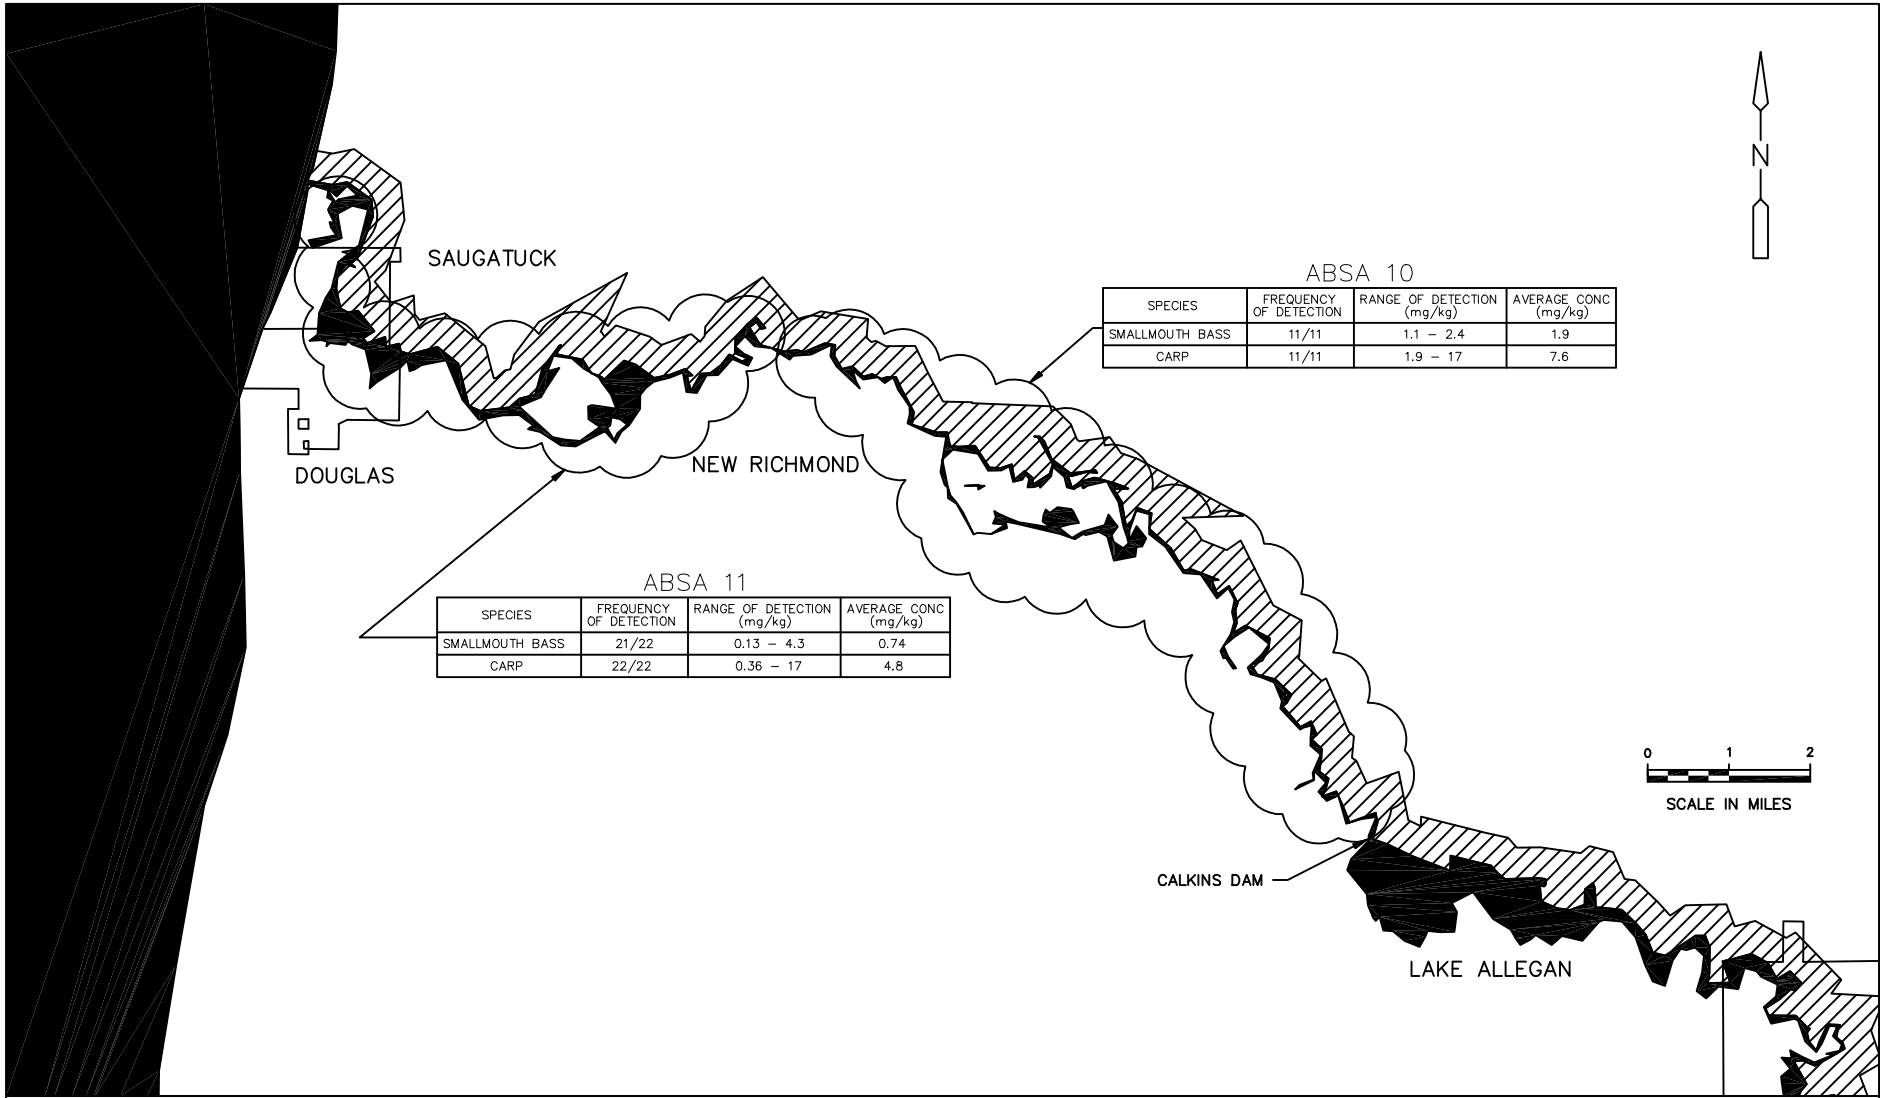 N
SAUGATUCK
ABSA 10
SPECIES FREQUENCY OF DETECTION RANGE OF DETECTION (mg/kg) AVERAGE CONC (mg/kg)
SMALLMOUTH BASS 11/11 1.1 – 2.4 1.9
CARP 11/11 1.9 – 17 7.6
NEW RICHMOND
DOUGLAS
ABSA 11
SPECIES FREQUENCY OF DETECTION RANGE OF DETECTION (mg/kg) AVERAGE CONC (mg/kg)
SMALLMOUTH BASS 21/22 0.13 – 4.3 0.74
CARP 22/22 0.36 – 17 4.8
0 1 2
SCALE IN MILES
CALKINS DAM
LAKE ALLEGAN